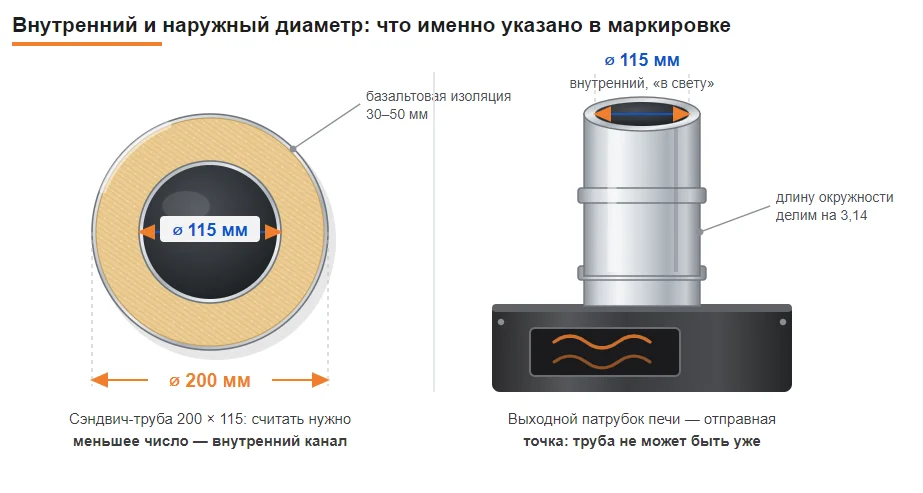 Внутренний и наружный диаметр: что именно указано в маркировке
базальтовая изоляция
30–50 мм
⌀ 115 мм
⌀ 200 мм
Сэндвич-труба 200 × 115: считать нужно
меньшее число — внутренний канал
⌀ 115 мм
внутренний, «в свету»
длину окружности
делим на 3,14
Выходной патрубок печи — отправная
точка: труба не может быть уже